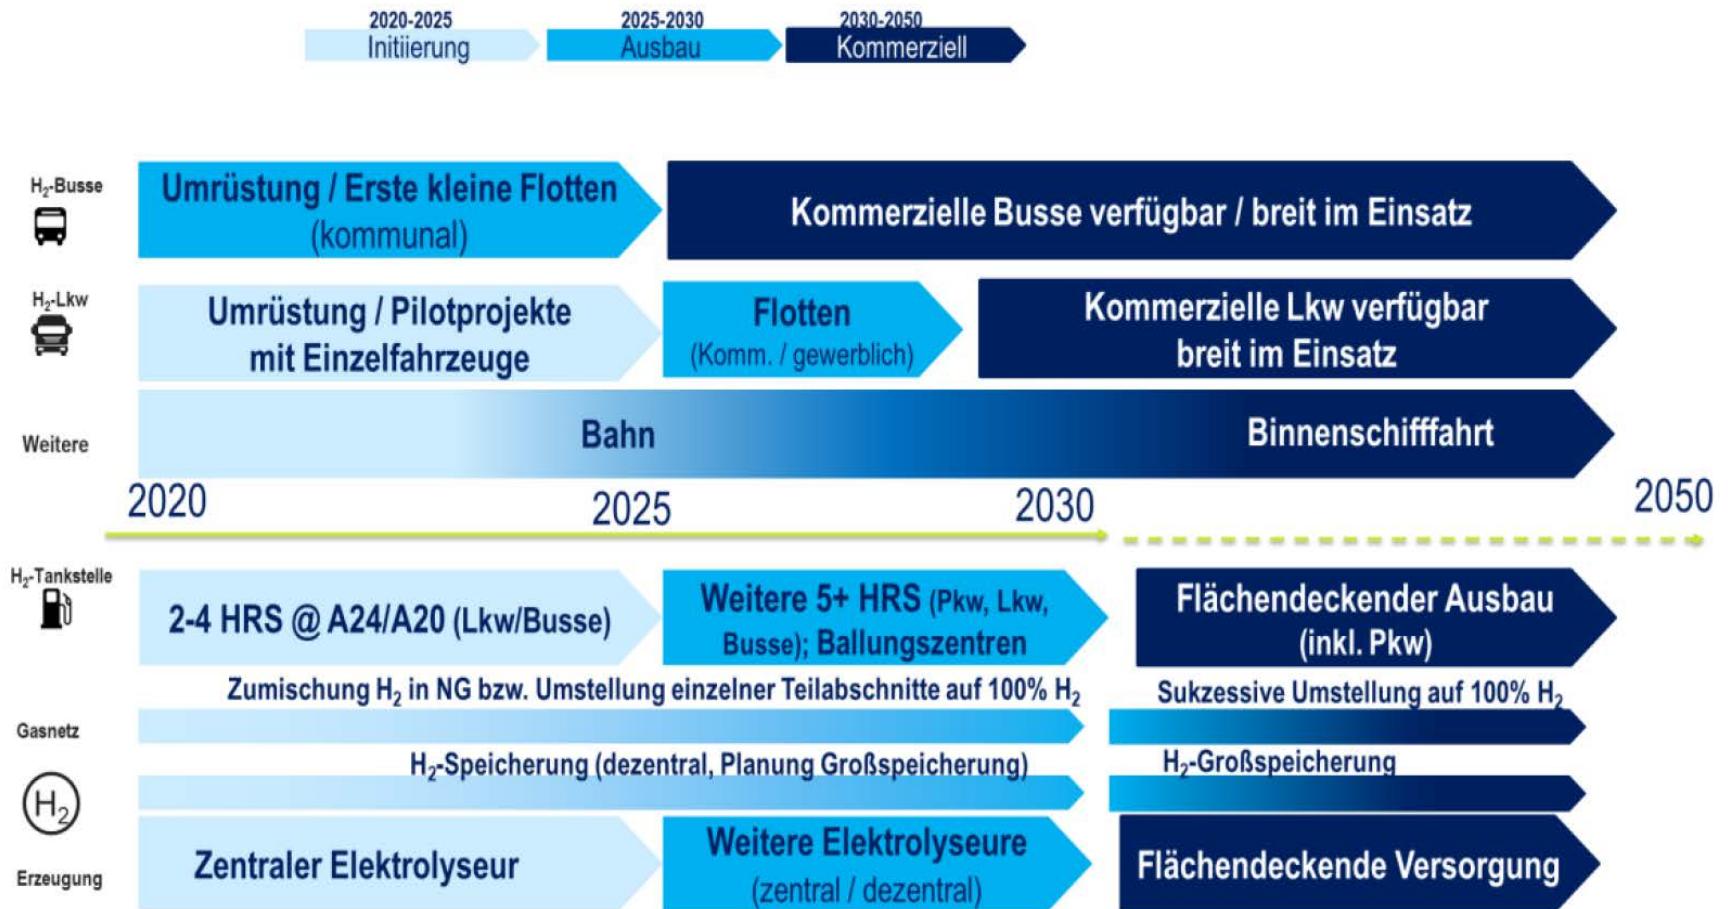 2020-2025
Initiierung
2025-2030
Ausbau
2030-2050
Kommerziell
H₂-Busse
Umrüstung / Erste kleine Flotten
(kommunal)
Kommerzielle Busse verfügbar / breit im Einsatz
H₂-Lkw
Umrüstung / Pilotprojekte
mit Einzelfahrzeuge
Flotten
(Komm. / gewerblich)
Kommerzielle Lkw verfügbar
breit im Einsatz
Weitere
Bahn
Binnenschifffahrt
2020
2025
2030
2050
H₂-Tankstelle
2-4 HRS @ A24/A20 (Lkw/Busse)
Weitere 5+ HRS (Pkw, Lkw,
Busse); Ballungszentren
Flächendeckender Ausbau
(inkl. Pkw)
Zumischung H₂ in NG bzw. Umstellung einzelner Teilabschnitte auf 100% H₂
Sukzessive Umstellung auf 100% H₂
Gasnetz
H₂-Speicherung (dezentral, Planung Großspeicherung)
H₂-Großspeicherung
H₂
Erzeugung
Zentraler Elektrolyseur
Weitere Elektrolyseure
(zentral / dezentral)
Flächendeckende Versorgung